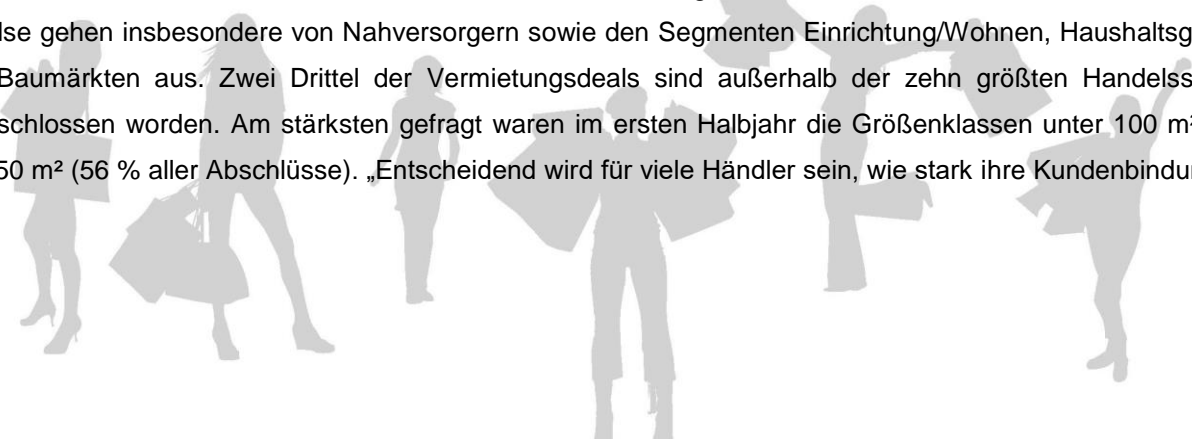 lse gehen insbesondere von Nahversorgern sowie den Segmenten Einrichtung/Wohnen, Haushaltsg
Baumärkten aus. Zwei Drittel der Vermietungsdeals sind außerhalb der zehn größten Handelss
schlossen worden. Am stärksten gefragt waren im ersten Halbjahr die Größenklassen unter 100 m²
50 m² (56 % aller Abschlüsse). „Entscheidend wird für viele Händler sein, wie stark ihre Kundenbindu